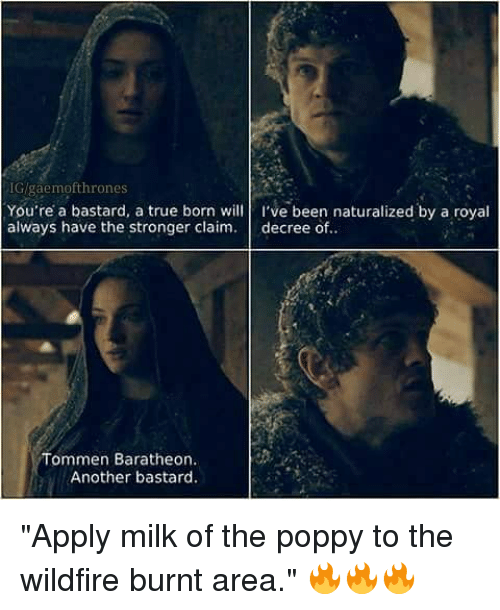 IG/gaemofthrones
You're a bastard, a true born will
always have the stronger claim.
I've been naturalized by a royal
decree of..
Tommen Baratheon.
Another bastard.
"Apply milk of the poppy to the
wildfire burnt area." 🔥🔥🔥